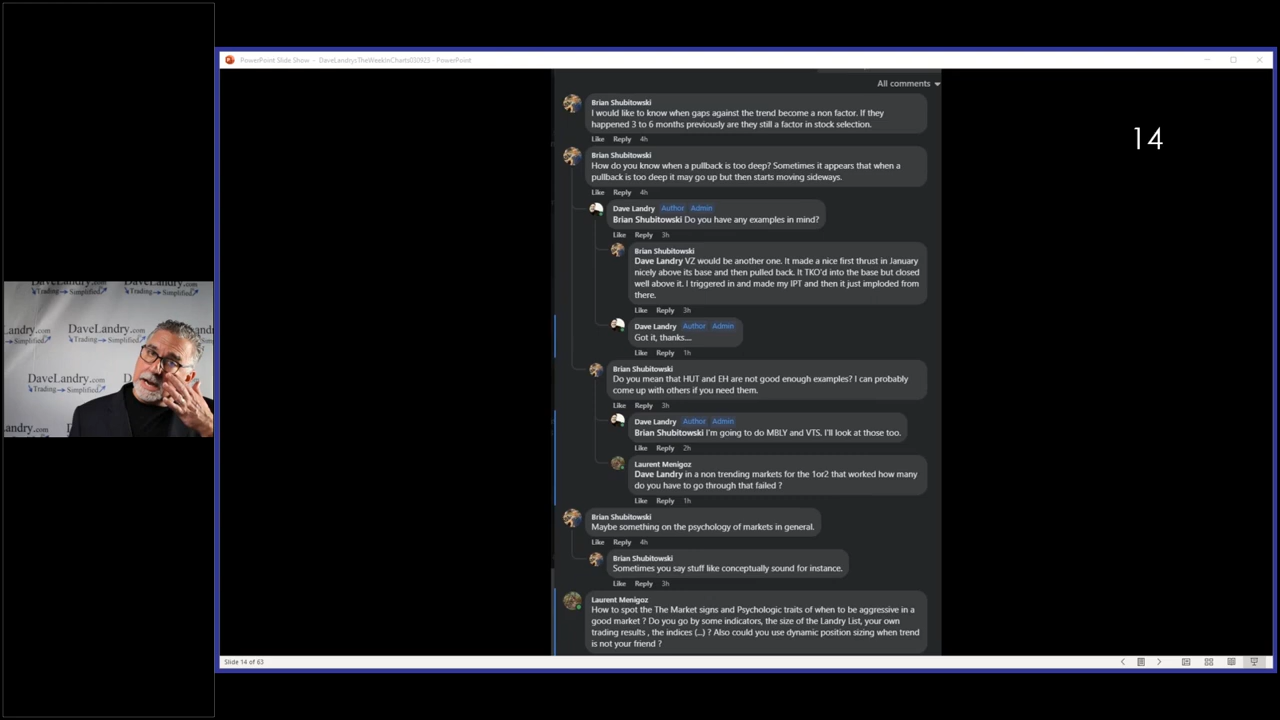 PowerPoint Slide Show - DaveLandrysTheWeekInCharts030923 - PowerPoint
All comments
14
Brian Shubitowski
I would like to know when gaps against the trend become a non factor. If they
happened 3 to 6 months previously are they still a factor in stock selection.
Like Reply 4h
Brian Shubitowski
How do you know when a pullback is too deep? Sometimes it appears that when a
pullback is too deep it may go up but then starts moving sideways.
Like Reply 4h
Dave Landry Author Admin
Brian Shubitowski Do you have any examples in mind?
Like Reply 3h
Brian Shubitowski
Dave Landry VZ would be another one. It made a nice first thrust in January
nicely above its base and then pulled back. It TKO'd into the base but closed
well above it. I triggered in and made my IPT and then it just imploded from
there.
Like Reply 3h
Dave Landry Author Admin
Got it, thanks....
Like Reply 1h
Brian Shubitowski
Do you mean that HUT and EH are not good enough examples? I can probably
come up with others if you need them.
Like Reply 3h
Dave Landry Author Admin
Brian Shubitowski I'm going to do MBLY and VTS. I'll look at those too.
Like Reply 2h
Laurent Menigoz
Dave Landry in a non trending markets for the 1or2 that worked how many
do you have to go through that failed ?
Like Reply 1h
Brian Shubitowski
Maybe something on the psychology of markets in general.
Like Reply 4h
Brian Shubitowski
Sometimes you say stuff like conceptually sound for instance.
Like Reply 3h
Laurent Menigoz
How to spot the The Market signs and Psychologic traits of when to be aggressive in a
good market ? Do you go by some indicators, the size of the Landry List, your own
trading results , the indices (...) ? Also could you use dynamic position sizing when trend
is not your friend ?
Slide 14 of 63
DaveLandry.com
Trading Simplified
DaveLandry.com